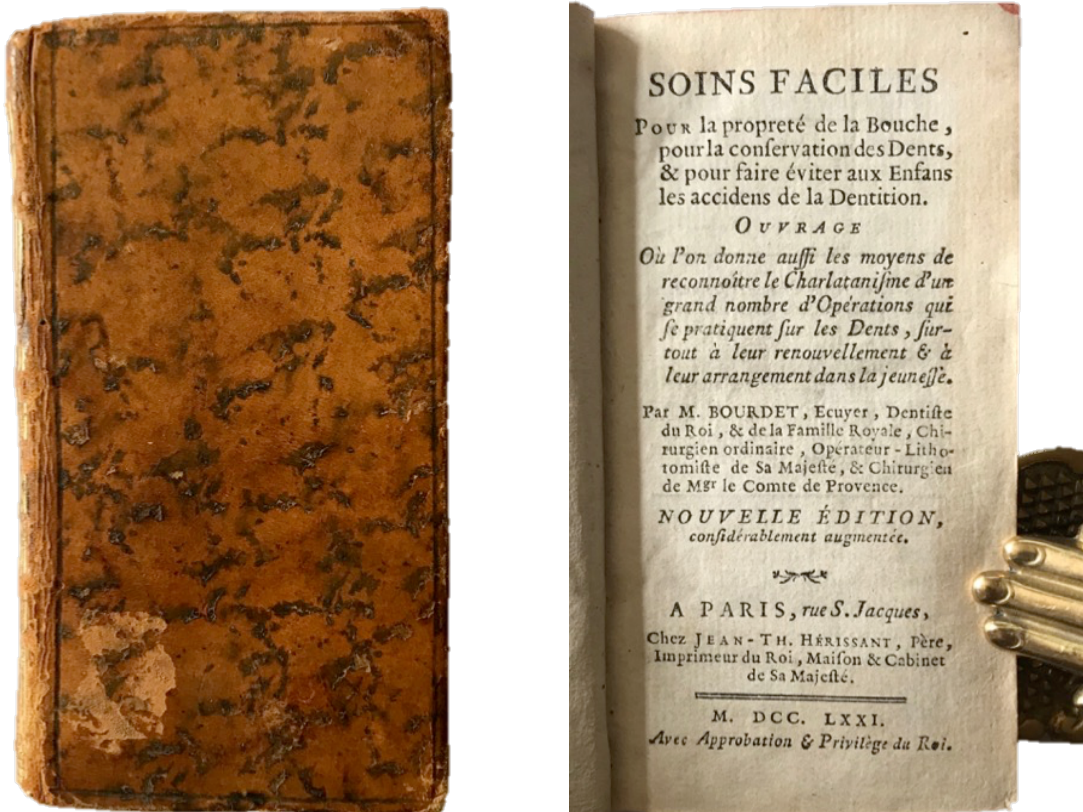 SOINS FACILES
POUR la propreté de la Bouche,
pour la conſervation des Dents,
& pour faire éviter aux Enfans
les accidens de la Dentition.
OUVRAGE
Où l'on donne auſſi les moyens de
reconnoître le Charlataniſme d'un
grand nombre d'Opérations qui
ſe pratiquent ſur les Dents, ſur-
tout à leur renouvellement & à
leur arrangement dans la jeuneſſe.
Par M. BOURDET, Ecuyer, Dentiſte
du Roi, & de la Famille Royale, Chi-
rurgien ordinaire, Opérateur-Litho-
tomiſte de Sa Majeſté, & Chirurgien
de Mgr le Comte de Provence.
NOUVELLE ÉDITION,
conſidérablement augmentée.
A PARIS, rue S. Jacques,
Chez JEAN-TH. HÉRISSANT, Père,
Imprimeur du Roi, Maiſon & Cabinet
de Sa Majeſté.
M. DCC. LXXI.
Avec Approbation & Privilège du Roi.